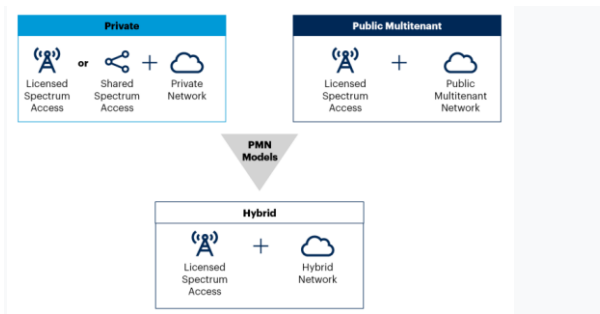 Private
Licensed
Spectrum
Access
or
Shared
Spectrum
Access
+
Private
Network
Public Multitenant
Licensed
Spectrum
Access
+
Public
Multitenant
Network
PMN
Models
Hybrid
Licensed
Spectrum
Access
+
Hybrid
Network